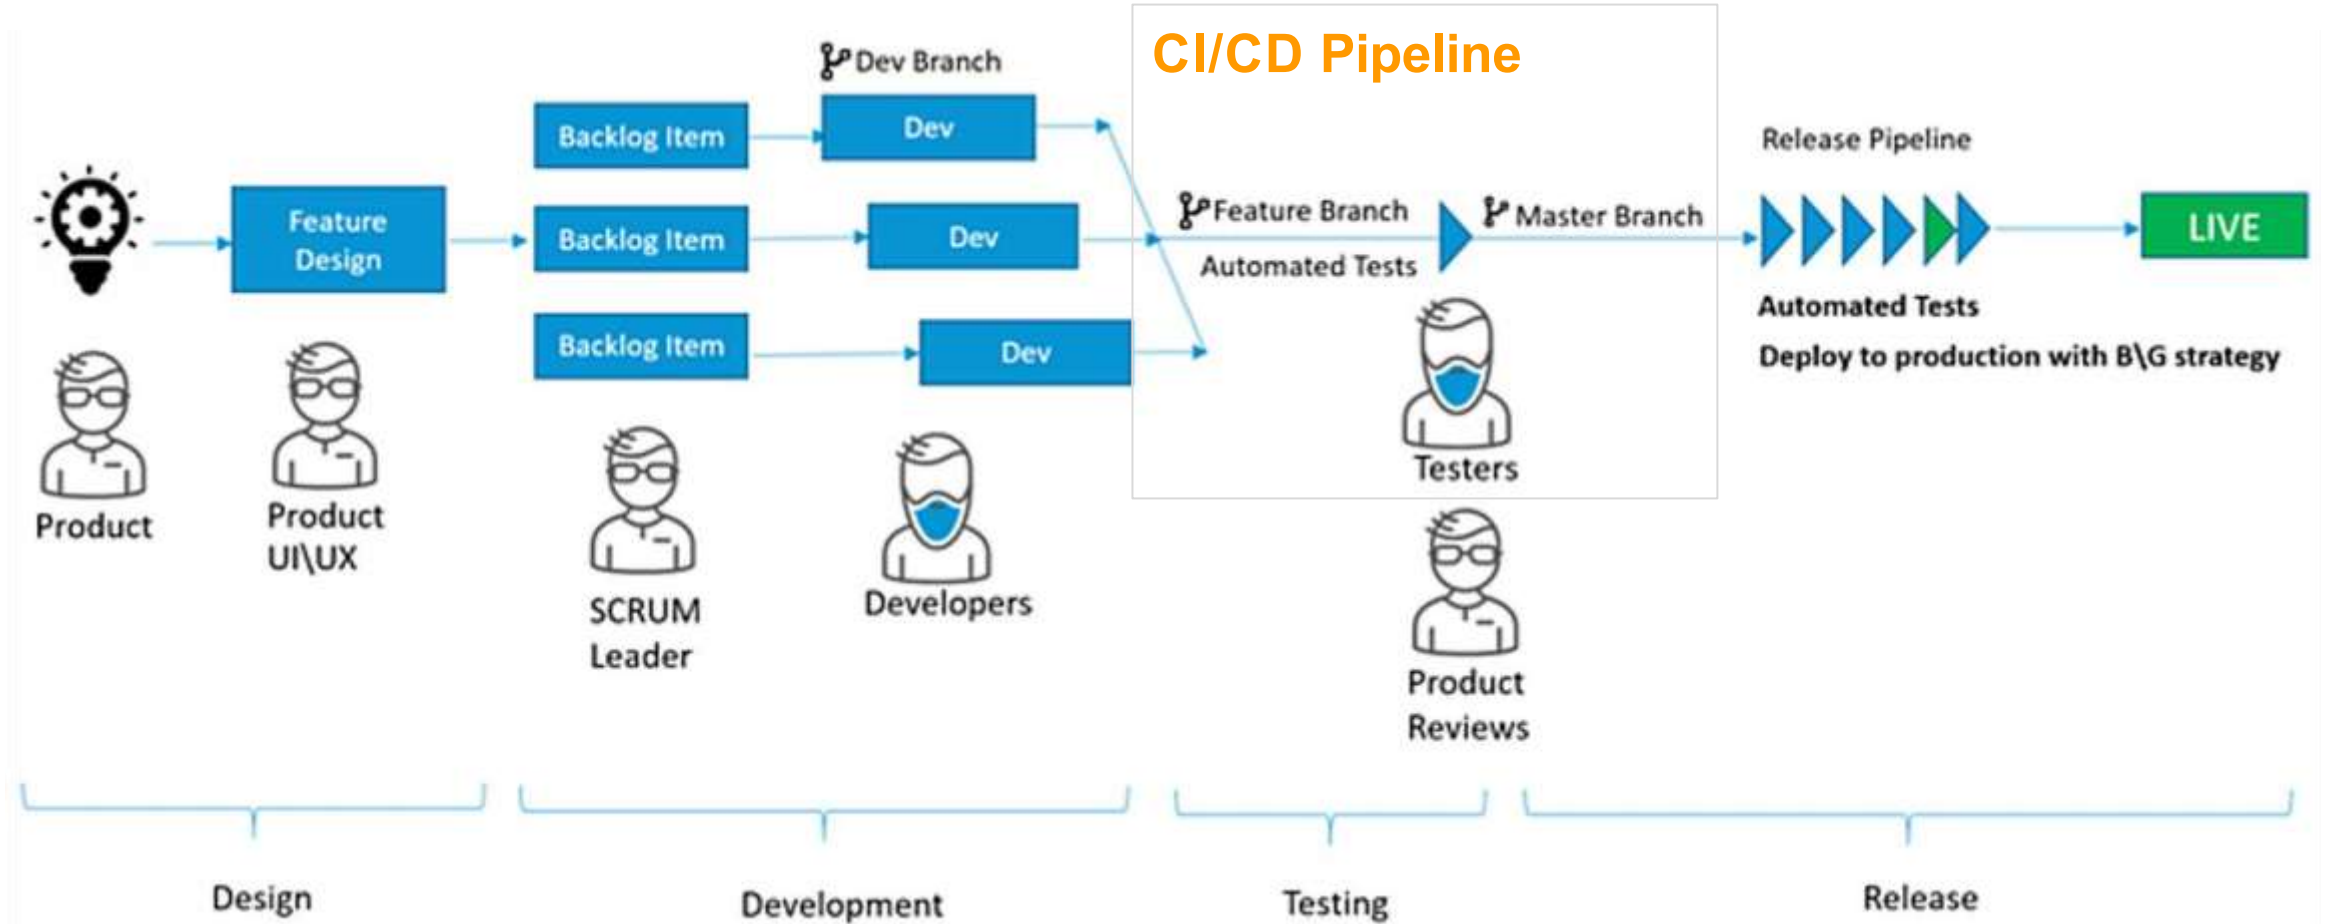 CI/CD Pipeline
Dev Branch
Backlog Item
Dev
Feature
Design
Backlog Item
Dev
Backlog Item
Dev
Feature Branch
Automated Tests
Master Branch
Release Pipeline
LIVE
Automated Tests
Deploy to production with B\G strategy
Product
Product
UI\UX
SCRUM
Leader
Developers
Testers
Product
Reviews
Design
Development
Testing
Release